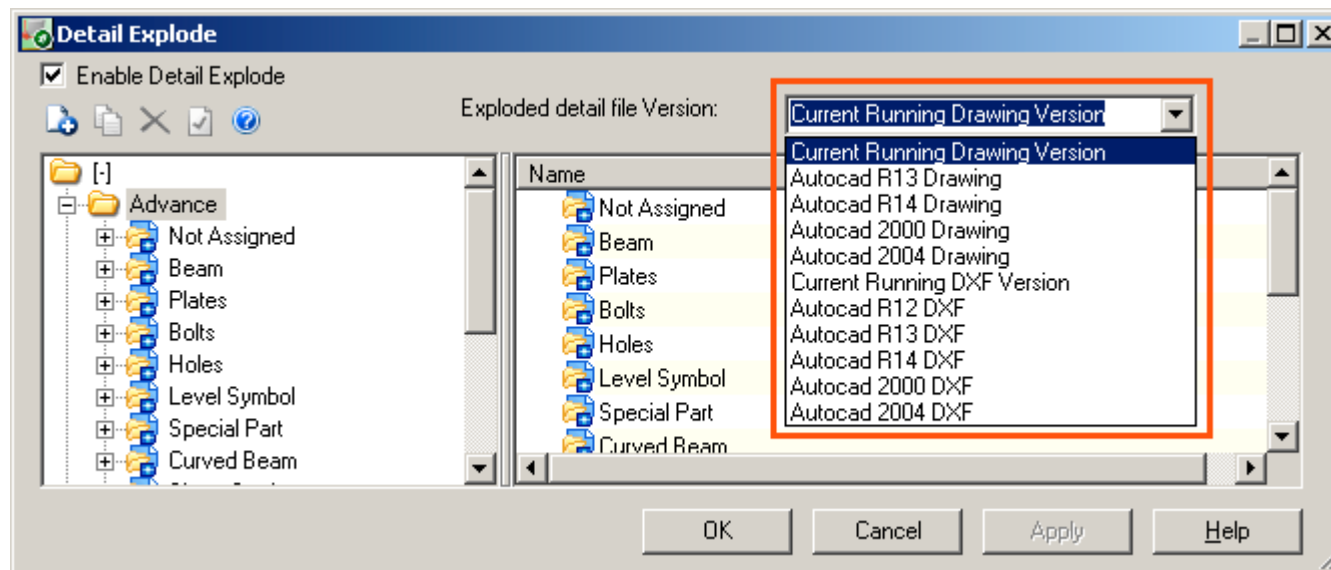 Detail Explode
Enable Detail Explode
Exploded detail file Version:
Current Running Drawing Version
Current Running Drawing Version
Autocad R13 Drawing
Autocad R14 Drawing
Autocad 2000 Drawing
Autocad 2004 Drawing
Current Running DXF Version
Autocad R12 DXF
Autocad R13 DXF
Autocad R14 DXF
Autocad 2000 DXF
Autocad 2004 DXF
[-]
Advance
Not Assigned
Beam
Plates
Bolts
Holes
Level Symbol
Special Part
Curved Beam
Name
Not Assigned
Beam
Plates
Bolts
Holes
Level Symbol
Special Part
Curved Beam
OK
Cancel
Apply
Help